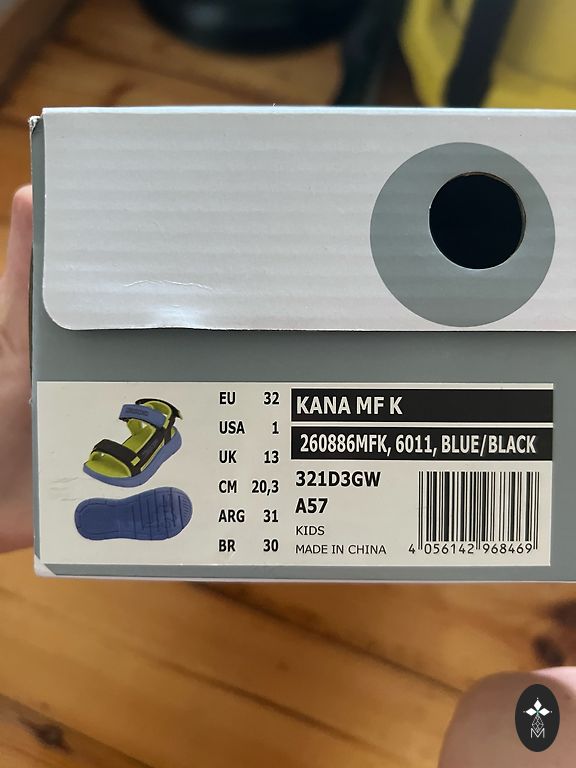 EU 32
USA 1
UK 13
CM 20,3
ARG 31
BR 30
KANA MF K
260886MFK, 6011, BLUE/BLACK
321D3GW
A57
KIDS
MADE IN CHINA
4 056142 968469
M